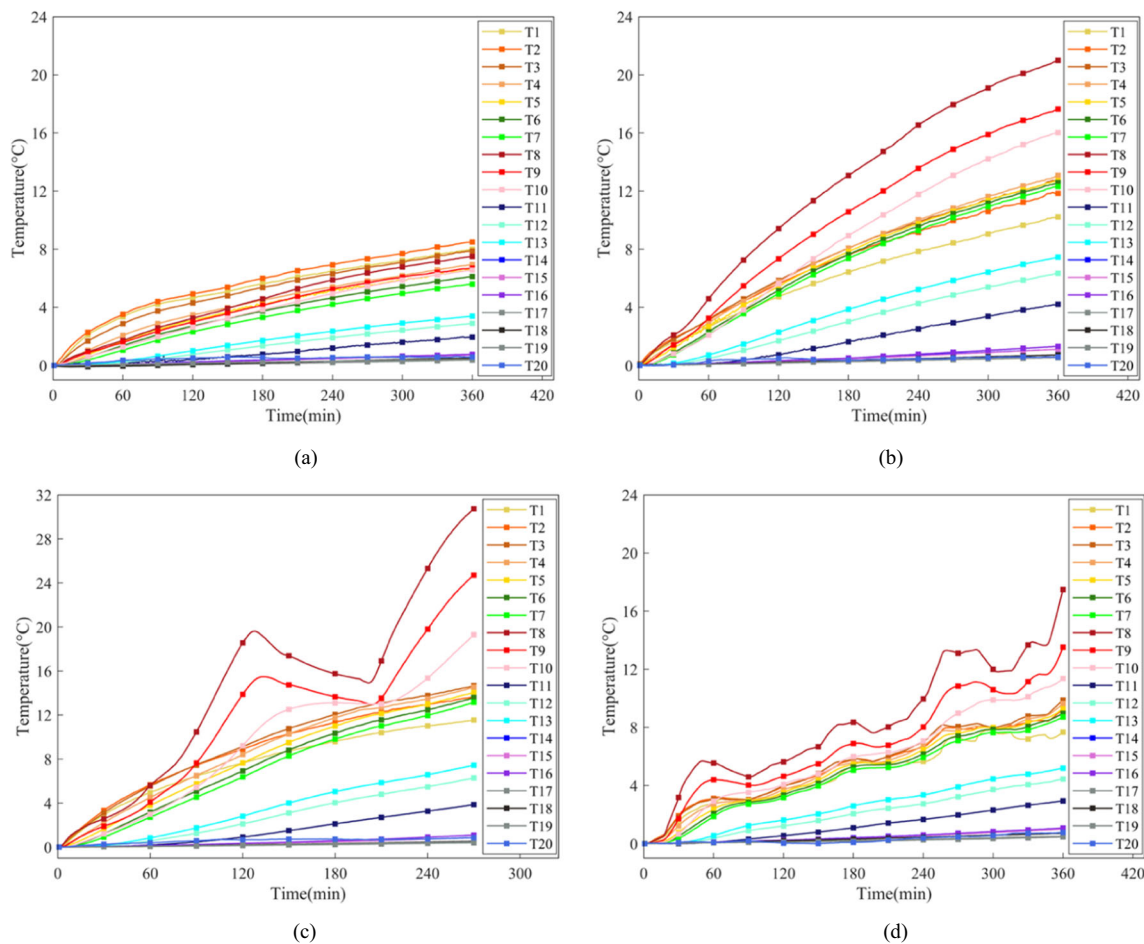 24
20
16
12
8
4
0
Temperature(°C)
0 60 120 180 240 300 360 420
Time(min)
T1
T2
T3
T4
T5
T6
T7
T8
T9
T10
T11
T12
T13
T14
T15
T16
T17
T18
T19
T20
(a)
24
20
16
12
8
4
0
Temperature(°C)
0 60 120 180 240 300 360 420
Time(min)
T1
T2
T3
T4
T5
T6
T7
T8
T9
T10
T11
T12
T13
T14
T15
T16
T17
T18
T19
T20
(b)
32
28
24
20
16
12
8
4
0
Temperature(°C)
0 60 120 180 240 300
Time(min)
T1
T2
T3
T4
T5
T6
T7
T8
T9
T10
T11
T12
T13
T14
T15
T16
T17
T18
T19
T20
(c)
24
20
16
12
8
4
0
Temperature(°C)
0 60 120 180 240 300 360 420
Time(min)
T1
T2
T3
T4
T5
T6
T7
T8
T9
T10
T11
T12
T13
T14
T15
T16
T17
T18
T19
T20
(d)